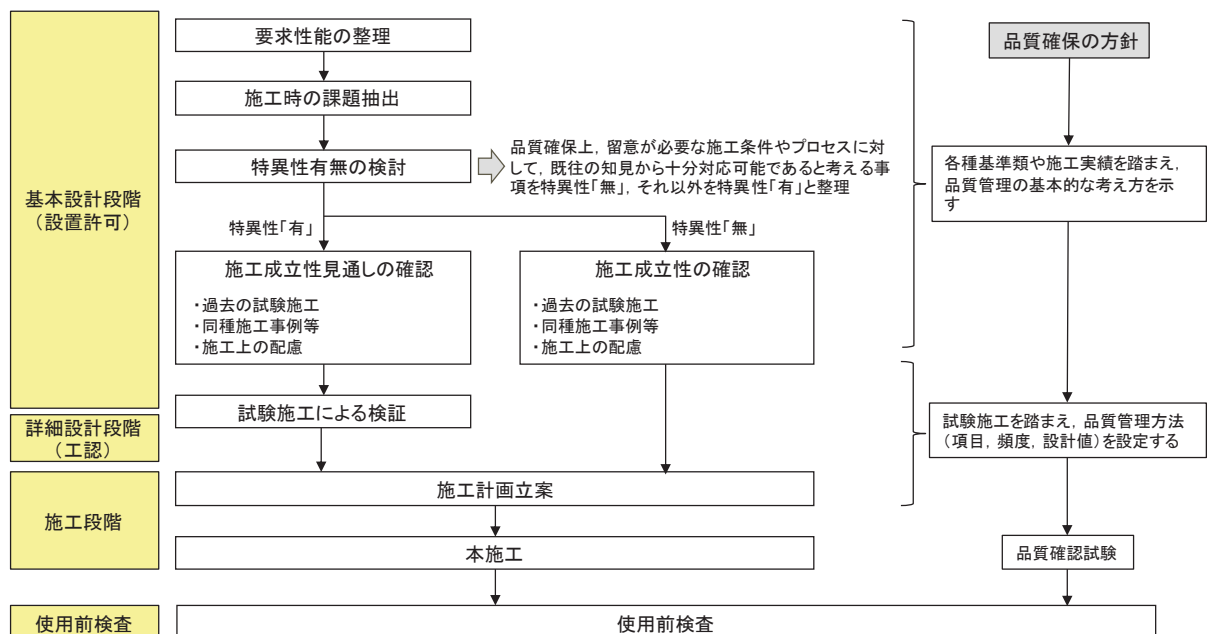 要求性能の整理
品質確保の方針
施工時の課題抽出
特異性有無の検討
品質確保上，留意が必要な施工条件やプロセスに対
して，既往の知見から十分対応可能であると考える事
項を特異性「無」，それ以外を特異性「有」と整理
各種基準類や施工実績を踏まえ，
品質管理の基本的な考え方を示
す
基本設計段階
（設置許可）
特異性「有」
特異性「無」
施工成立性見通しの確認
・過去の試験施工
・同種施工事例等
・施工上の配慮
施工成立性の確認
・過去の試験施工
・同種施工事例等
・施工上の配慮
試験施工による検証
詳細設計段階
（工認）
試験施工を踏まえ，品質管理方法
（項目，頻度，設計値）を設定する
施工計画立案
施工段階
本施工
品質確認試験
使用前検査
使用前検査